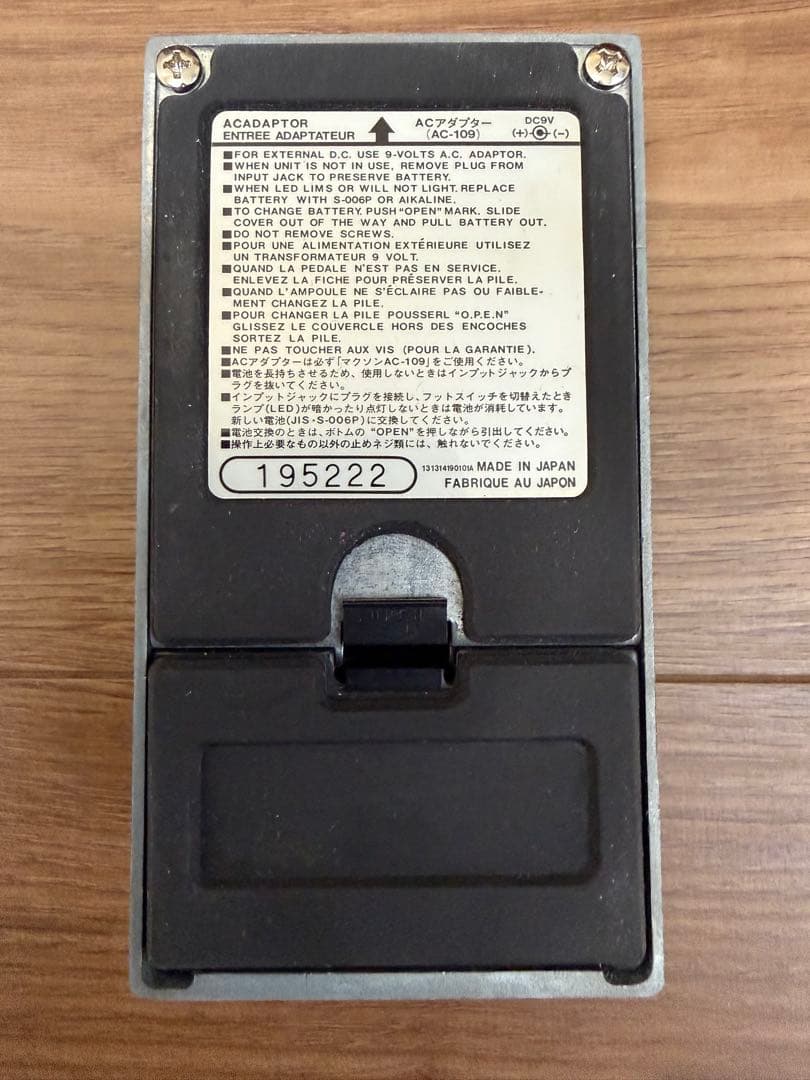 ACADAPTOR ACアダプター DC9V
ENTREE ADAPTATEUR (AC-109) (+) (-)
■FOR EXTERNAL D.C. USE 9-VOLTS A.C. ADAPTOR.
■WHEN UNIT IS NOT IN USE, REMOVE PLUG FROM
INPUT JACK TO PRESERVE BATTERY.
■WHEN LED LIMS OR WILL NOT LIGHT. REPLACE
BATTERY WITH S-006P OR AIKALINE.
■TO CHANGE BATTERY. PUSH "OPEN" MARK. SLIDE
COVER OUT OF THE WAY AND PULL BATTERY OUT.
■DO NOT REMOVE SCREWS.
■POUR UNE ALIMENTATION EXTÉRIEURE UTILISEZ
UN TRANSFORMATEUR 9 VOLT.
■QUAND LA PEDALE N'EST PAS EN SERVICE.
ENLEVEZ LA FICHE POUR PRÉSERVER LA PILE.
■QUAND L'AMPOULE NE S'ÉCLAIRE PAS OU FAIBLE-
MENT CHANGEZ LA PILE.
■POUR CHANGER LA PILE POUSSERL "O.P.E.N"
GLISSEZ LE COUVERCLE HORS DES ENCOCHES
SORTEZ LA PILE.
■NE PAS TOUCHER AUX VIS (POUR LA GARANTIE).
■ACアダプターは必ず「マクソンAC-109」をご使用ください。
■電池を長持ちさせるため、使用しないときはインプットジャックからプ
ラグを抜いてください。
■インプットジャックにプラグを接続し、フットスイッチを切替えたとき
ランプ(LED)が暗かったり点灯しないときは電池が消耗しています。
新しい電池(JIS・S-006P)に交換してください。
■電池交換のときは、ボトムの "OPEN"を押しながら引出してください。
■操作上必要なもの以外の止めネジ類には、触れないでください。
195222 131314190101A MADE IN JAPAN
FABRIQUE AU JAPON